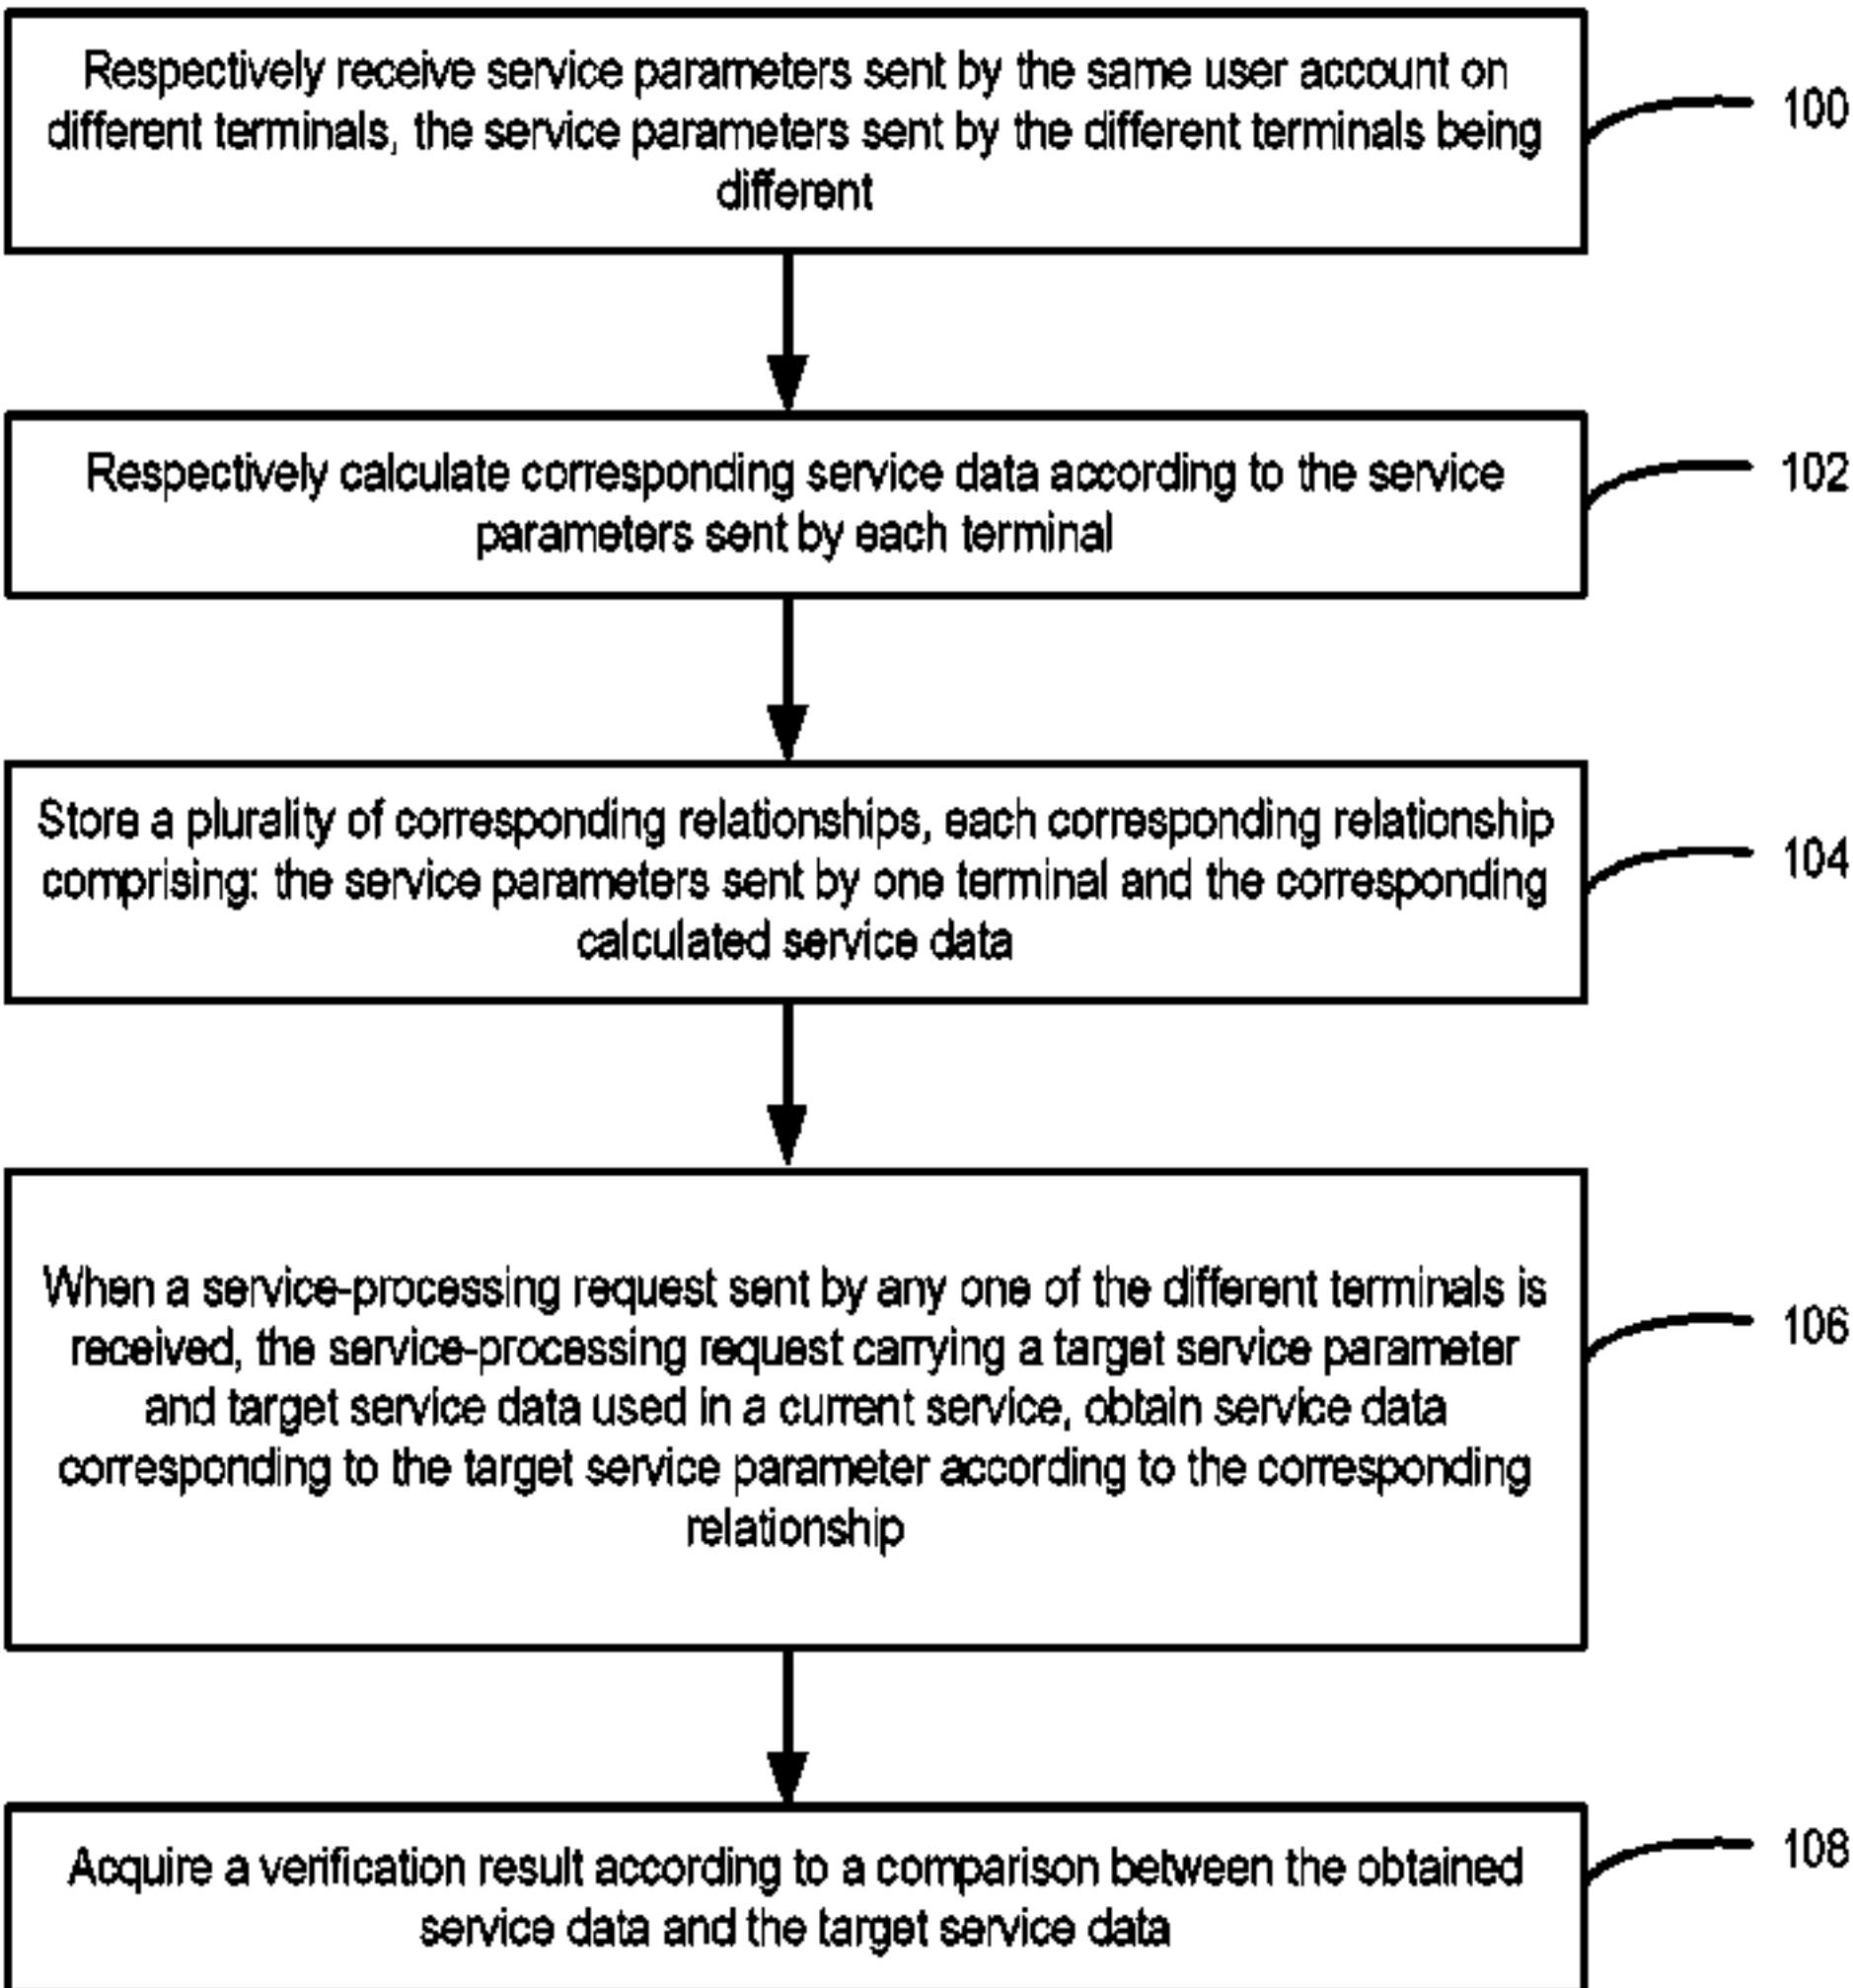 Respectively receive service parameters sent by the same user account on
different terminals, the service parameters sent by the different terminals being
different
100
Respectively calculate corresponding service data according to the service
parameters sent by each terminal
102
Store a plurality of corresponding relationships, each corresponding relationship
comprising: the service parameters sent by one terminal and the corresponding
calculated service data
104
When a service-processing request sent by any one of the different terminals is
received, the service-processing request carrying a target service parameter
and target service data used in a current service, obtain service data
corresponding to the target service parameter according to the corresponding
relationship
106
Acquire a verification result according to a comparison between the obtained
service data and the target service data
108